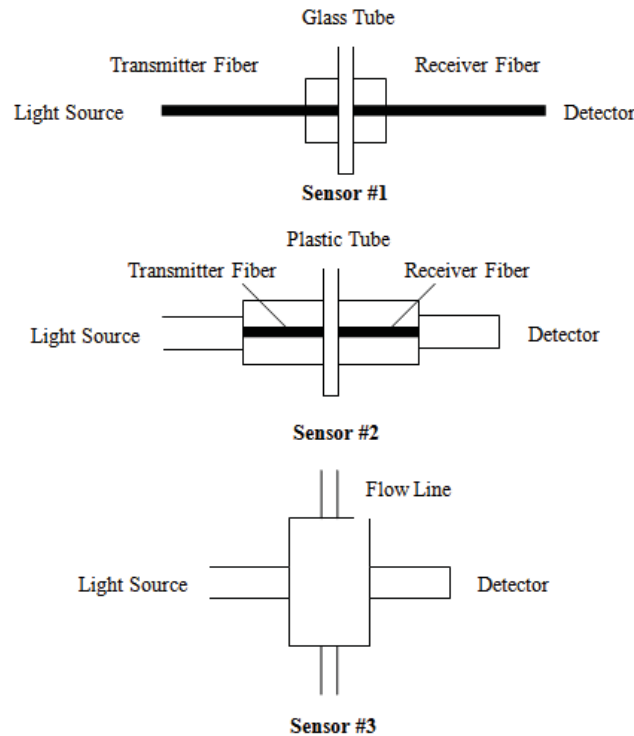 Glass Tube
Transmitter Fiber
Receiver Fiber
Light Source
Detector
Sensor #1
Plastic Tube
Transmitter Fiber
Receiver Fiber
Light Source
Detector
Sensor #2
Flow Line
Light Source
Detector
Sensor #3